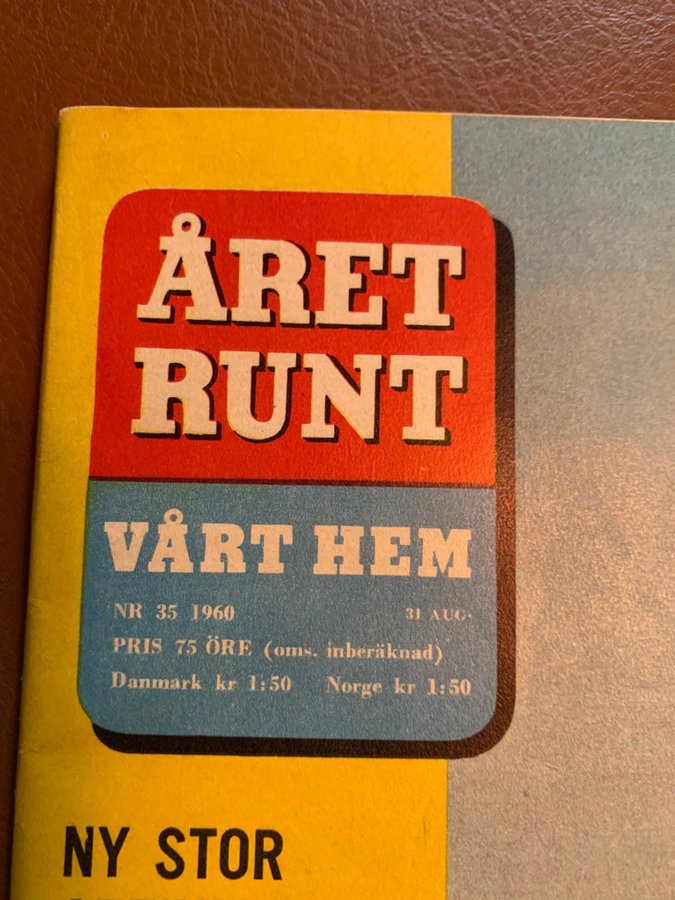 ÅRET
RUNT
VÅRT HEM
NR 35 1960 31 AUG.
PRIS 75 ÖRE (oms. inberäknad)
Danmark kr 1:50 Norge kr 1:50
NY STOR